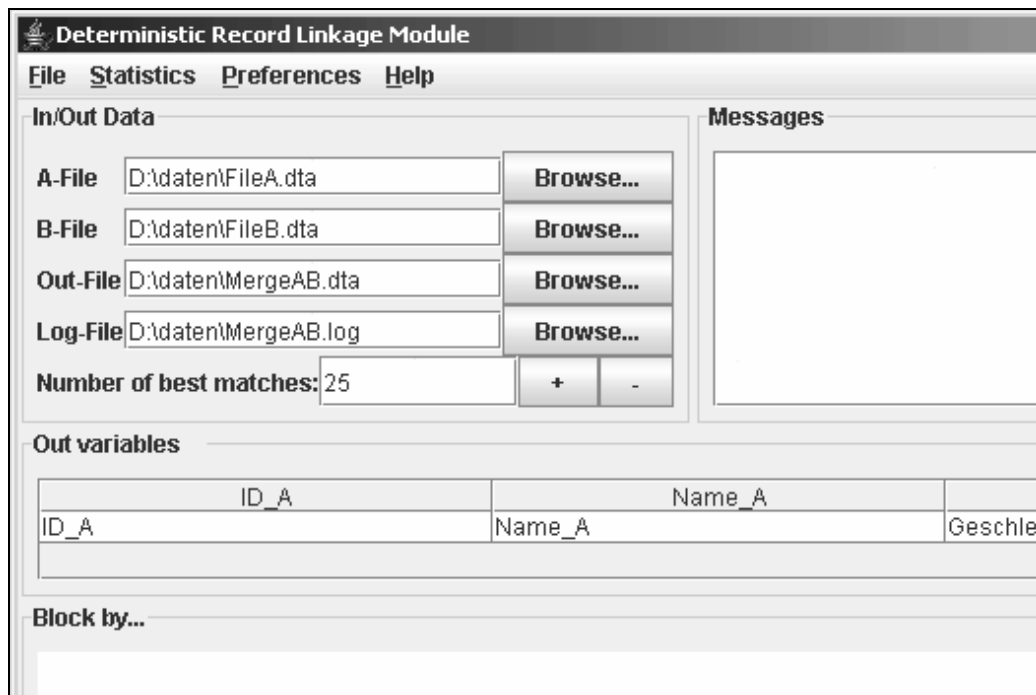 Deterministic Record Linkage Module
File Statistics Preferences Help
In/Out Data
A-File D:\daten\FileA.dta Browse...
B-File D:\daten\FileB.dta Browse...
Out-File D:\daten\MergeAB.dta Browse...
Log-File D:\daten\MergeAB.log Browse...
Number of best matches: 25 + -
Messages
Out variables
ID_A Name_A
ID_A Name_A Geschle
Block by...